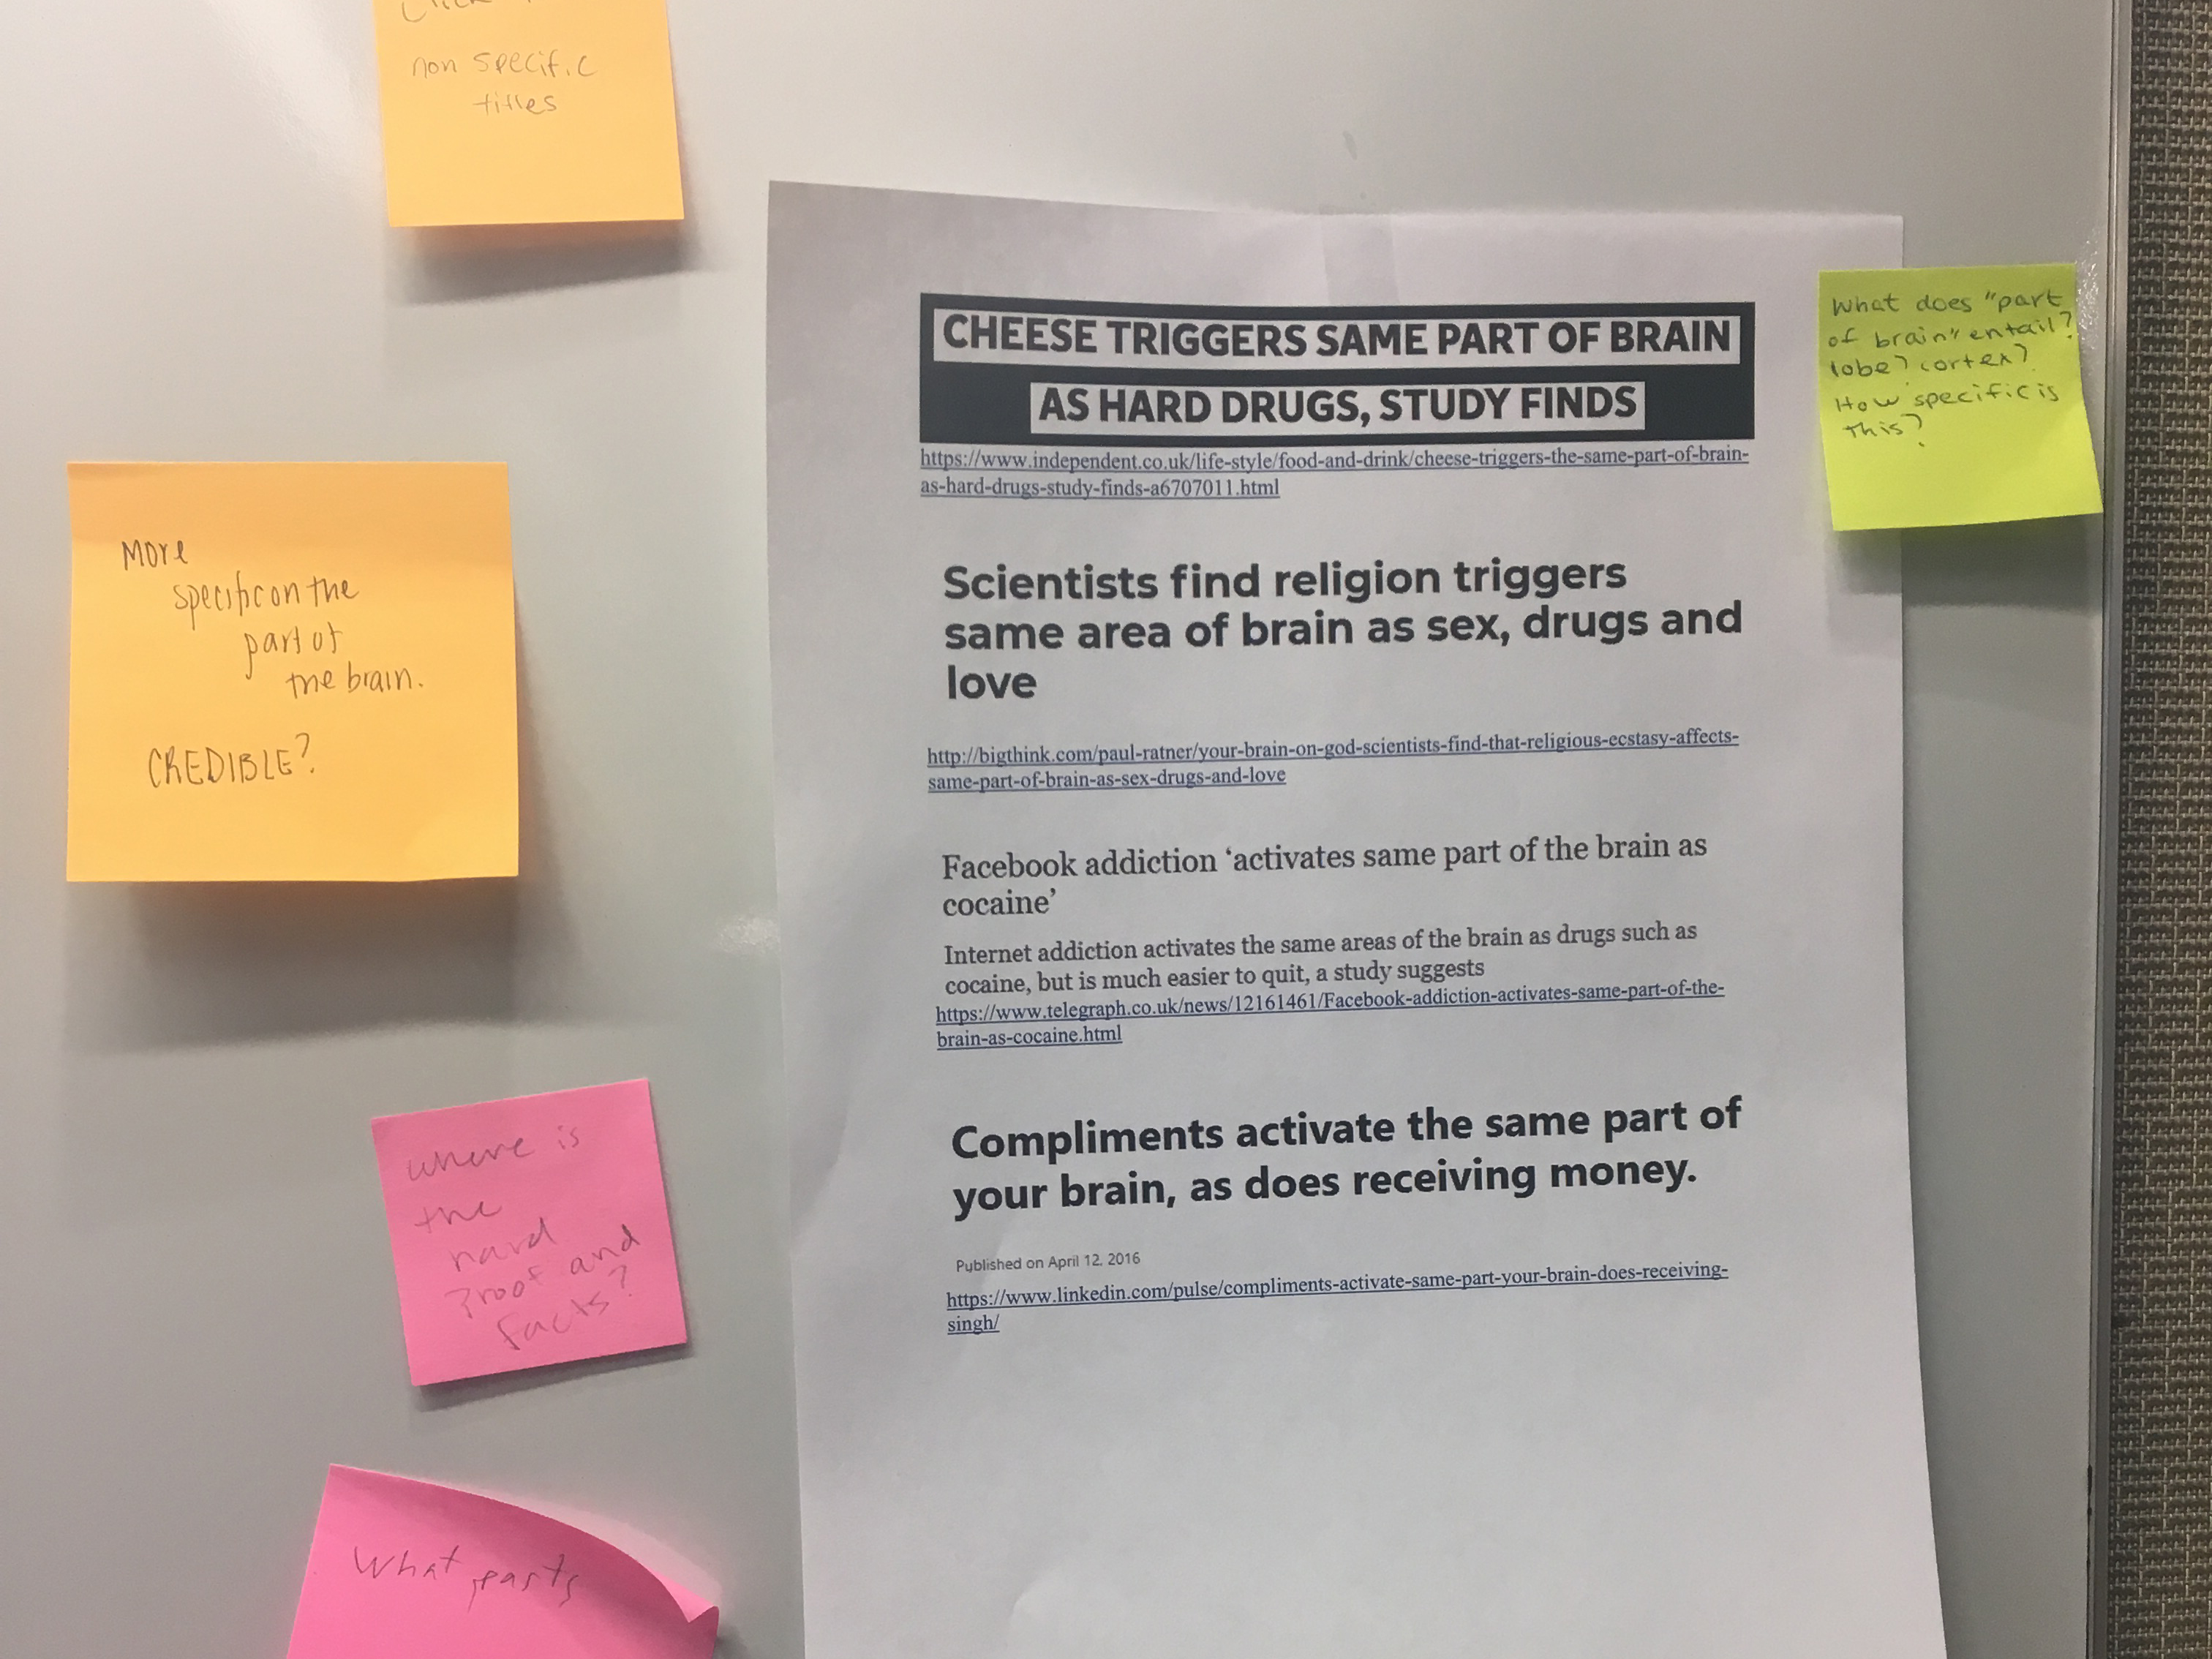 non specific
titles
More
specific on the
part of
the brain.
CREDIBLE?
where is
the
hard
Proof and
facts?
What parts
CHEESE TRIGGERS SAME PART OF BRAIN
AS HARD DRUGS, STUDY FINDS
https://www.independent.co.uk/life-style/food-and-drink/cheese-triggers-the-same-part-of-brain-
as-hard-drugs-study-finds-a6707011.html
Scientists find religion triggers
same area of brain as sex, drugs and
love
http://bigthink.com/paul-ratner/your-brain-on-god-scientists-find-that-religious-ecstasy-affects-
same-part-of-brain-as-sex-drugs-and-love
Facebook addiction ‘activates same part of the brain as
cocaine’
Internet addiction activates the same areas of the brain as drugs such as
cocaine, but is much easier to quit, a study suggests
https://www.telegraph.co.uk/news/12161461/Facebook-addiction-activates-same-part-of-the-
brain-as-cocaine.html
Compliments activate the same part of
your brain, as does receiving money.
Published on April 12, 2016
https://www.linkedin.com/pulse/compliments-activate-same-part-your-brain-does-receiving-
singh/
What does "part
of brain" entail?
lobe? cortex?
How specific is
this?